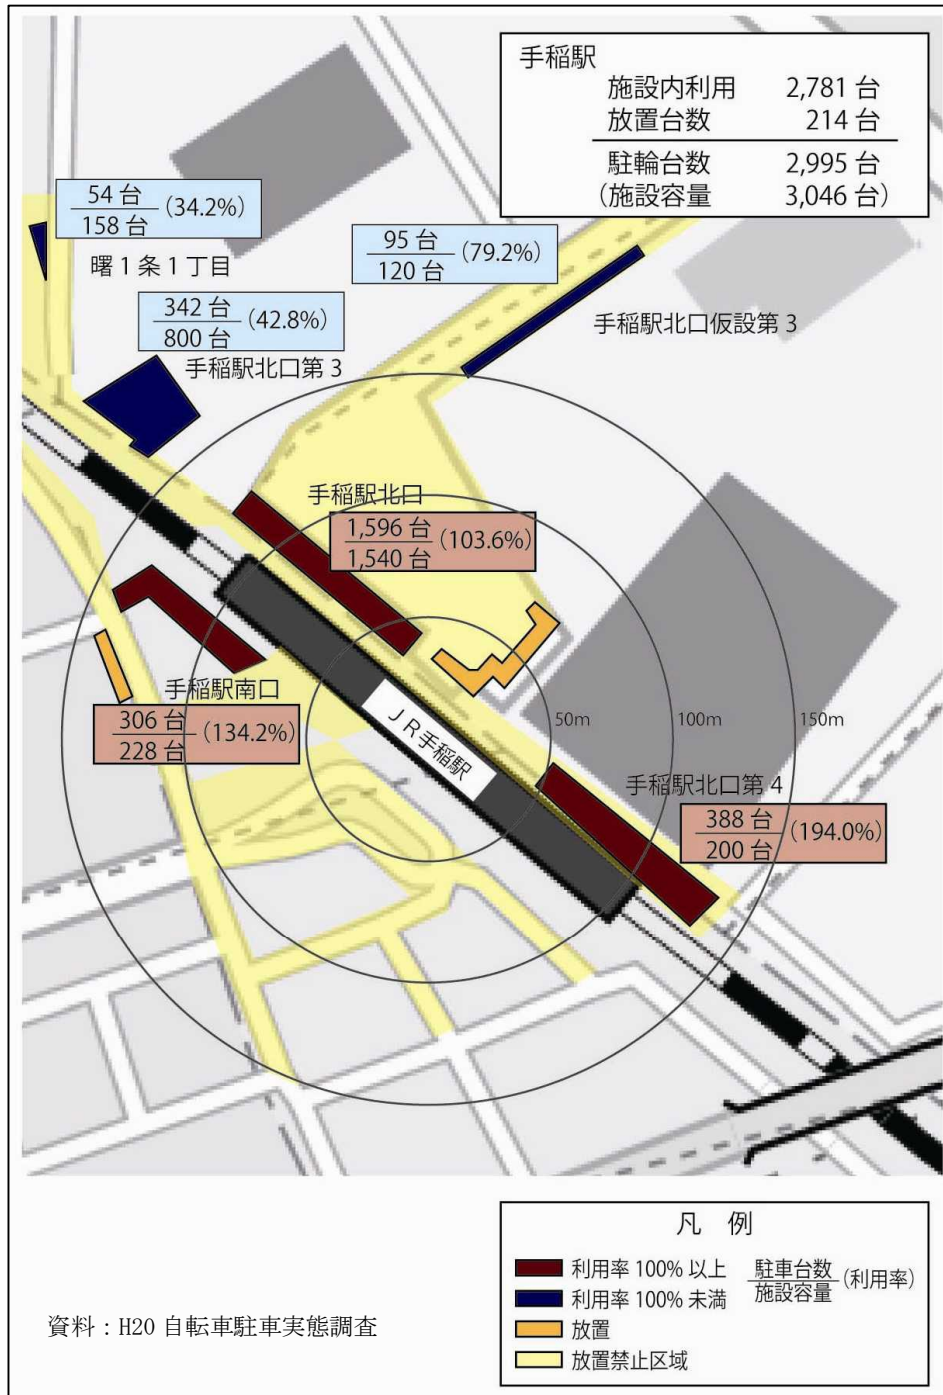 手稲駅
施設内利用 2,781 台
放置台数 214 台
駐輪台数 2,995 台
(施設容量 3,046 台)
54 台
158 台
(34.2%)
曙1条1丁目
95 台
120 台
(79.2%)
手稲駅北口仮設第3
342 台
800 台
(42.8%)
手稲駅北口第3
手稲駅北口
1,596 台
1,540 台
(103.6%)
手稲駅南口
306 台
228 台
(134.2%)
JR手稲駅
50m
100m
150m
手稲駅北口第4
388 台
200 台
(194.0%)
凡 例
利用率 100% 以上
利用率 100% 未満
放置
放置禁止区域
駐車台数
施設容量
(利用率)
資料：H20 自転車駐車実態調査